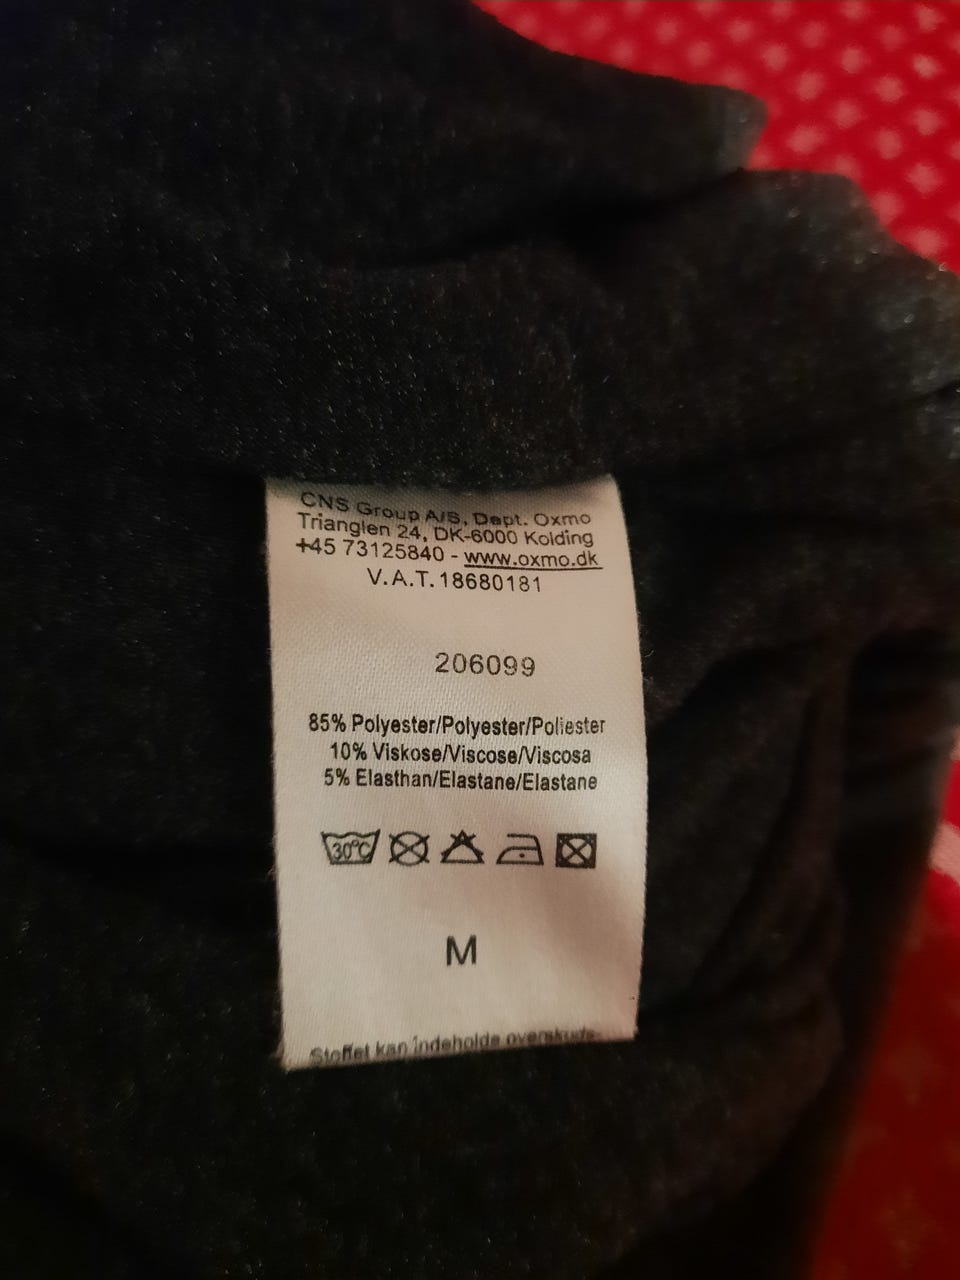 CNS Group A/S, Dept. Oxmo
Trianglen 24, DK-6000 Kolding
+45 73125840 - www.oxmo.dk
V.A.T.18680181
206099
85% Polyester/Polyester/Poliester
10% Viskose/Viscose/Viscosa
5% Elasthan/Elastane/Elastane
30°C
M
Stoffet kan indeholde overskuds-